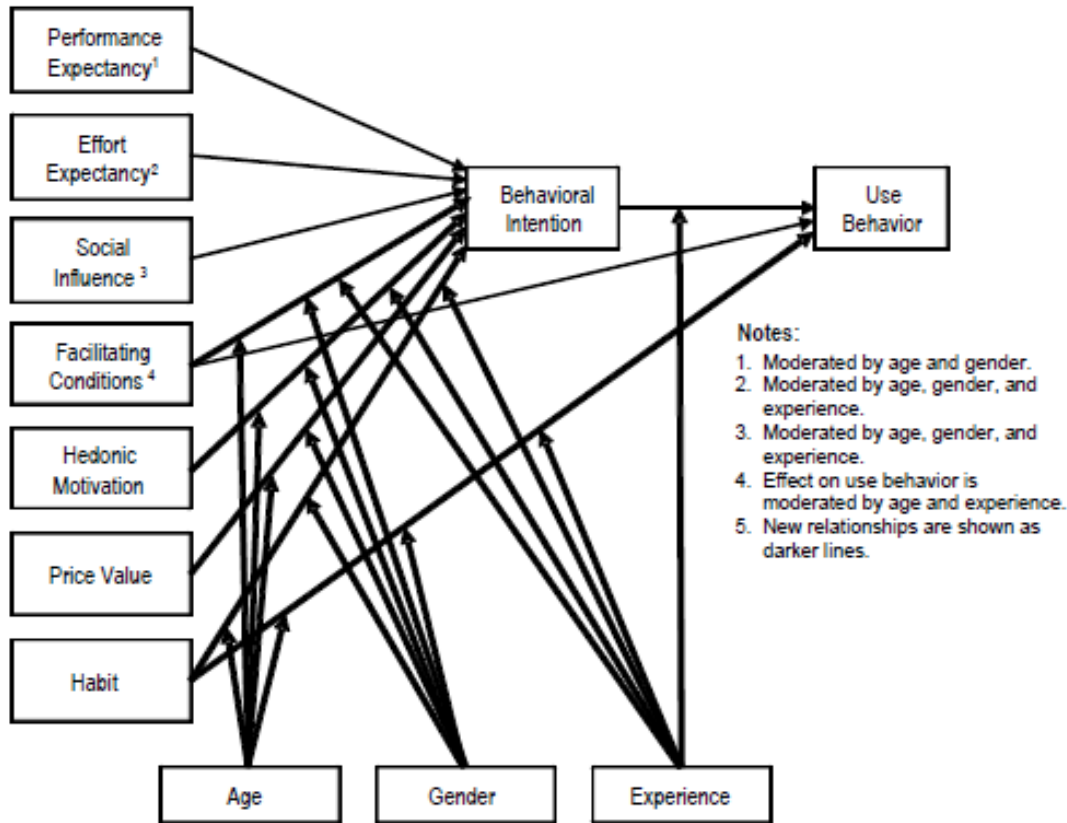 Performance
Expectancy1
Effort
Expectancy2
Social
Influence 3
Facilitating
Conditions 4
Hedonic
Motivation
Price Value
Habit
Behavioral
Intention
Use
Behavior
Notes:
1. Moderated by age and gender.
2. Moderated by age, gender, and
experience.
3. Moderated by age, gender, and
experience.
4. Effect on use behavior is
moderated by age and experience.
5. New relationships are shown as
darker lines.
Age
Gender
Experience